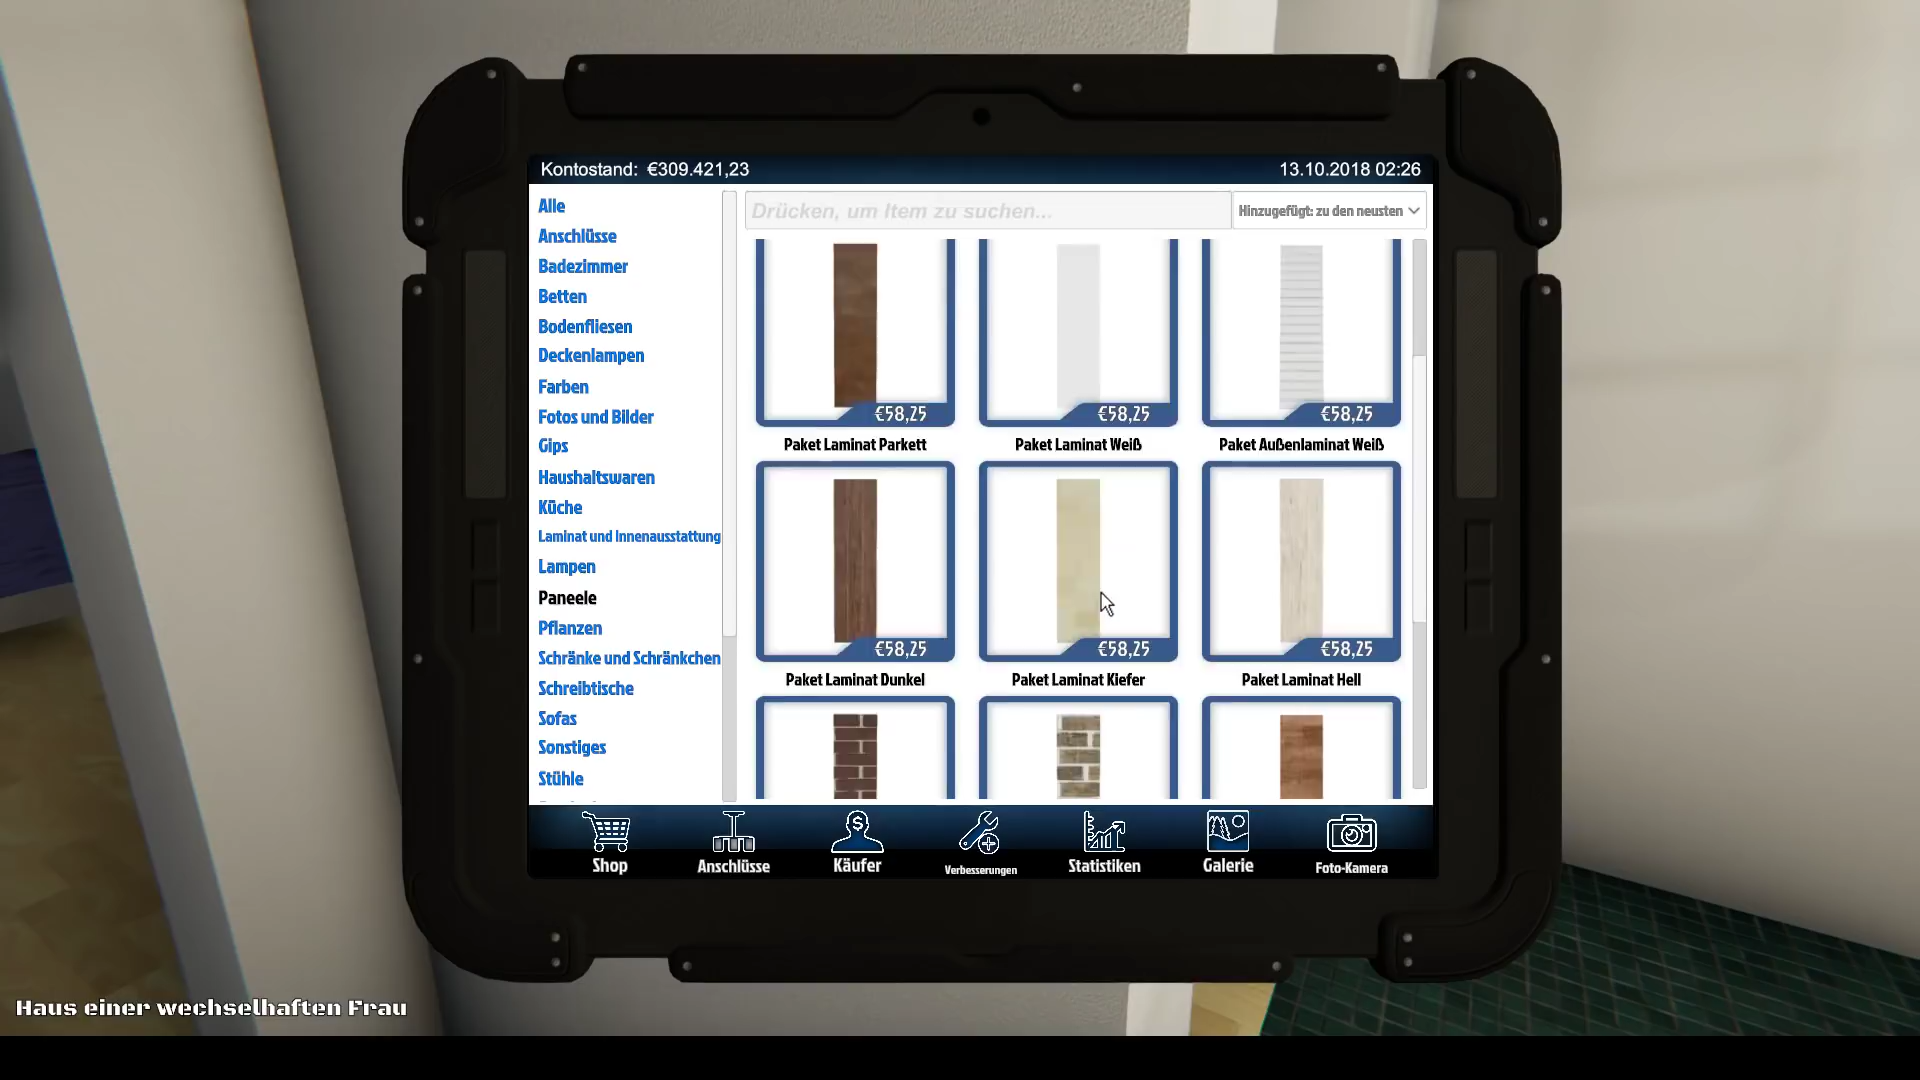 Kontostand: €309.421,23
13.10.2018 02:26
Alle
Anschlüsse
Badezimmer
Betten
Bodenfliesen
Deckenlampen
Farben
Fotos und Bilder
Gips
Haushaltswaren
Küche
Laminat und Innenausstattung
Lampen
Paneele
Pflanzen
Schränke und Schränkchen
Schreibtische
Sofas
Sonstiges
Stühle
Drücken, um Item zu suchen...
Hinzugefügt: zu den neusten
€58,25
€58,25
€58,25
Paket Laminat Parkett
Paket Laminat Weiß
Paket Außenlaminat Weiß
€58,25
€58,25
€58,25
Paket Laminat Dunkel
Paket Laminat Kiefer
Paket Laminat Hell
Shop
Anschlüsse
Käufer
Verbesserungen
Statistiken
Galerie
Foto-Kamera
Haus einer wechselhaften Frau